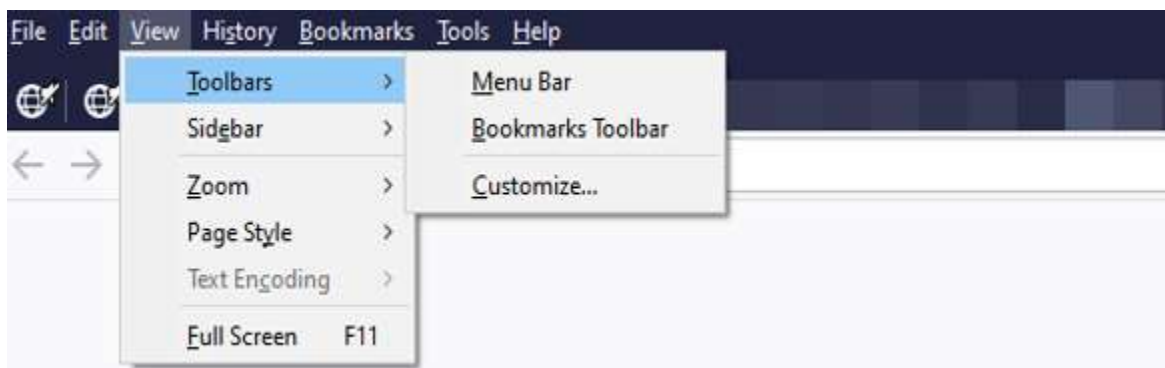 File Edit View History Bookmarks Tools Help
Toolbars > Menu Bar
Sidebar > Bookmarks Toolbar
Zoom > Customize...
Page Style >
Text Encoding >
Full Screen F11